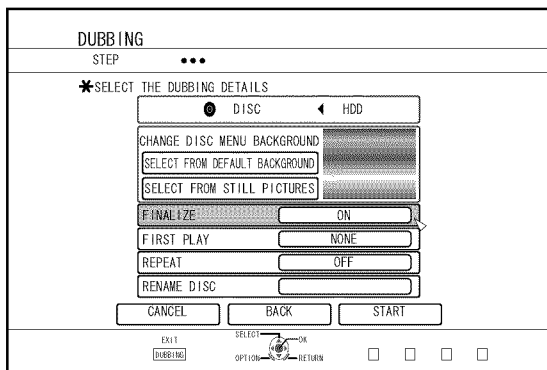 DUBBING
STEP
SELECT THE DUBBING DETAILS
DISC HDD
CHANGE DISC MENU BACKGROUND
SELECT FROM DEFAULT BACKGROUND
SELECT FROM STILL PICTURES
FINALIZE ON
FIRST PLAY NONE
REPEAT OFF
RENAME DISC
CANCEL BACK START
EXIT
DUBBING
SELECT OK
OPTION RETURN